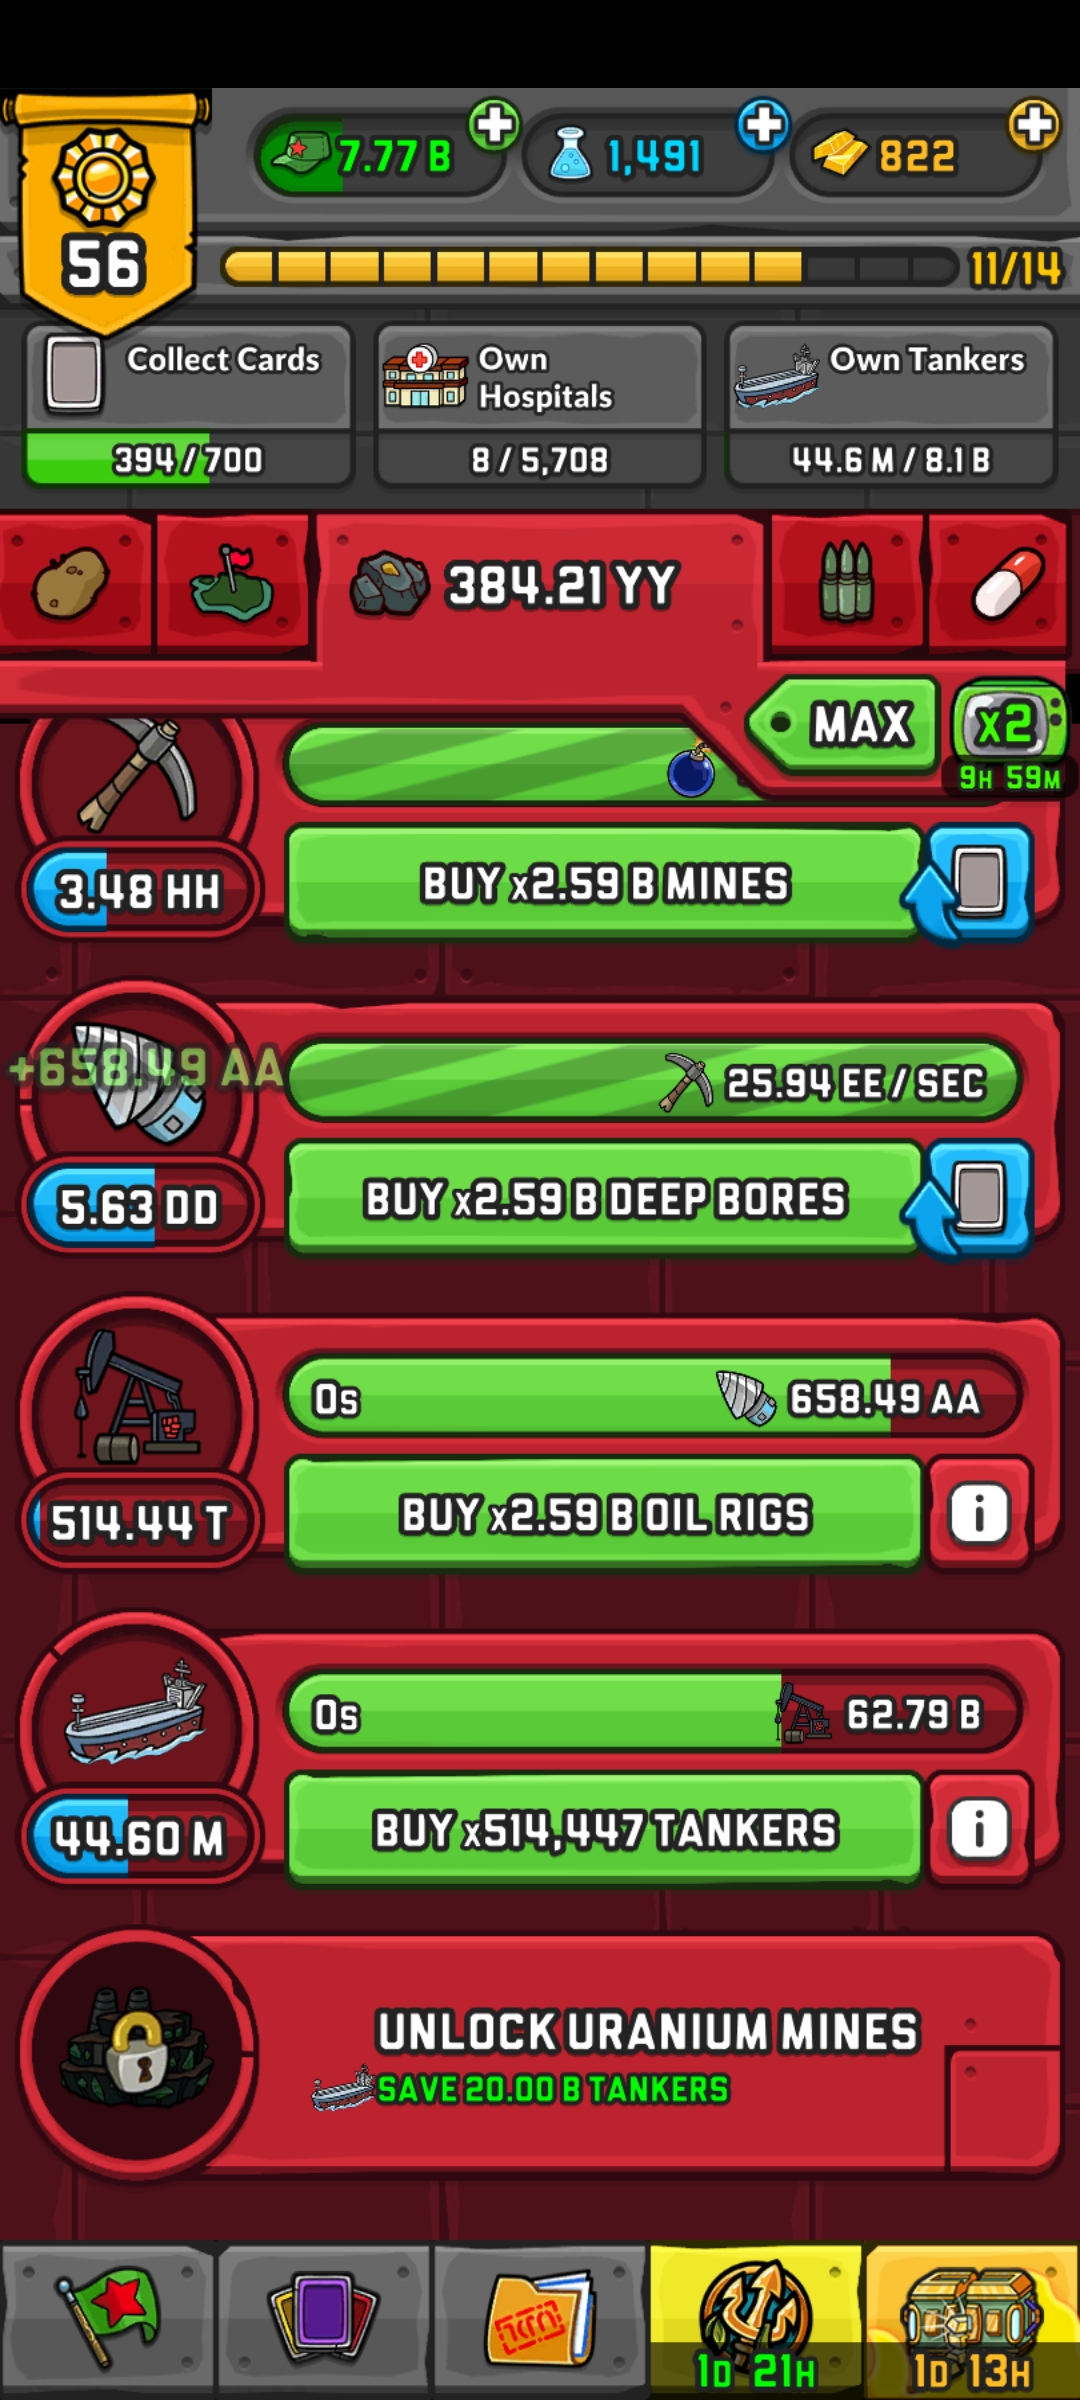 7.77 B
1,491
822
56
11/14
Collect Cards
394/700
Own
Hospitals
8/5,708
Own Tankers
44.6 M/8.1 B
384.21 YY
MAX
x2
9H 59M
3.48 HH
BUY x2.59 B MINES
+658.49 AA
25.94 EE/SEC
5.63 DD
BUY x2.59 B DEEP BORES
0s
658.49 AA
514.44 T
BUY x2.59 B OIL RIGS
i
0s
62.79 B
44.60 M
BUY x514,447 TANKERS
i
UNLOCK URANIUM MINES
SAVE 20.00 B TANKERS
1D 21H
1D 13H